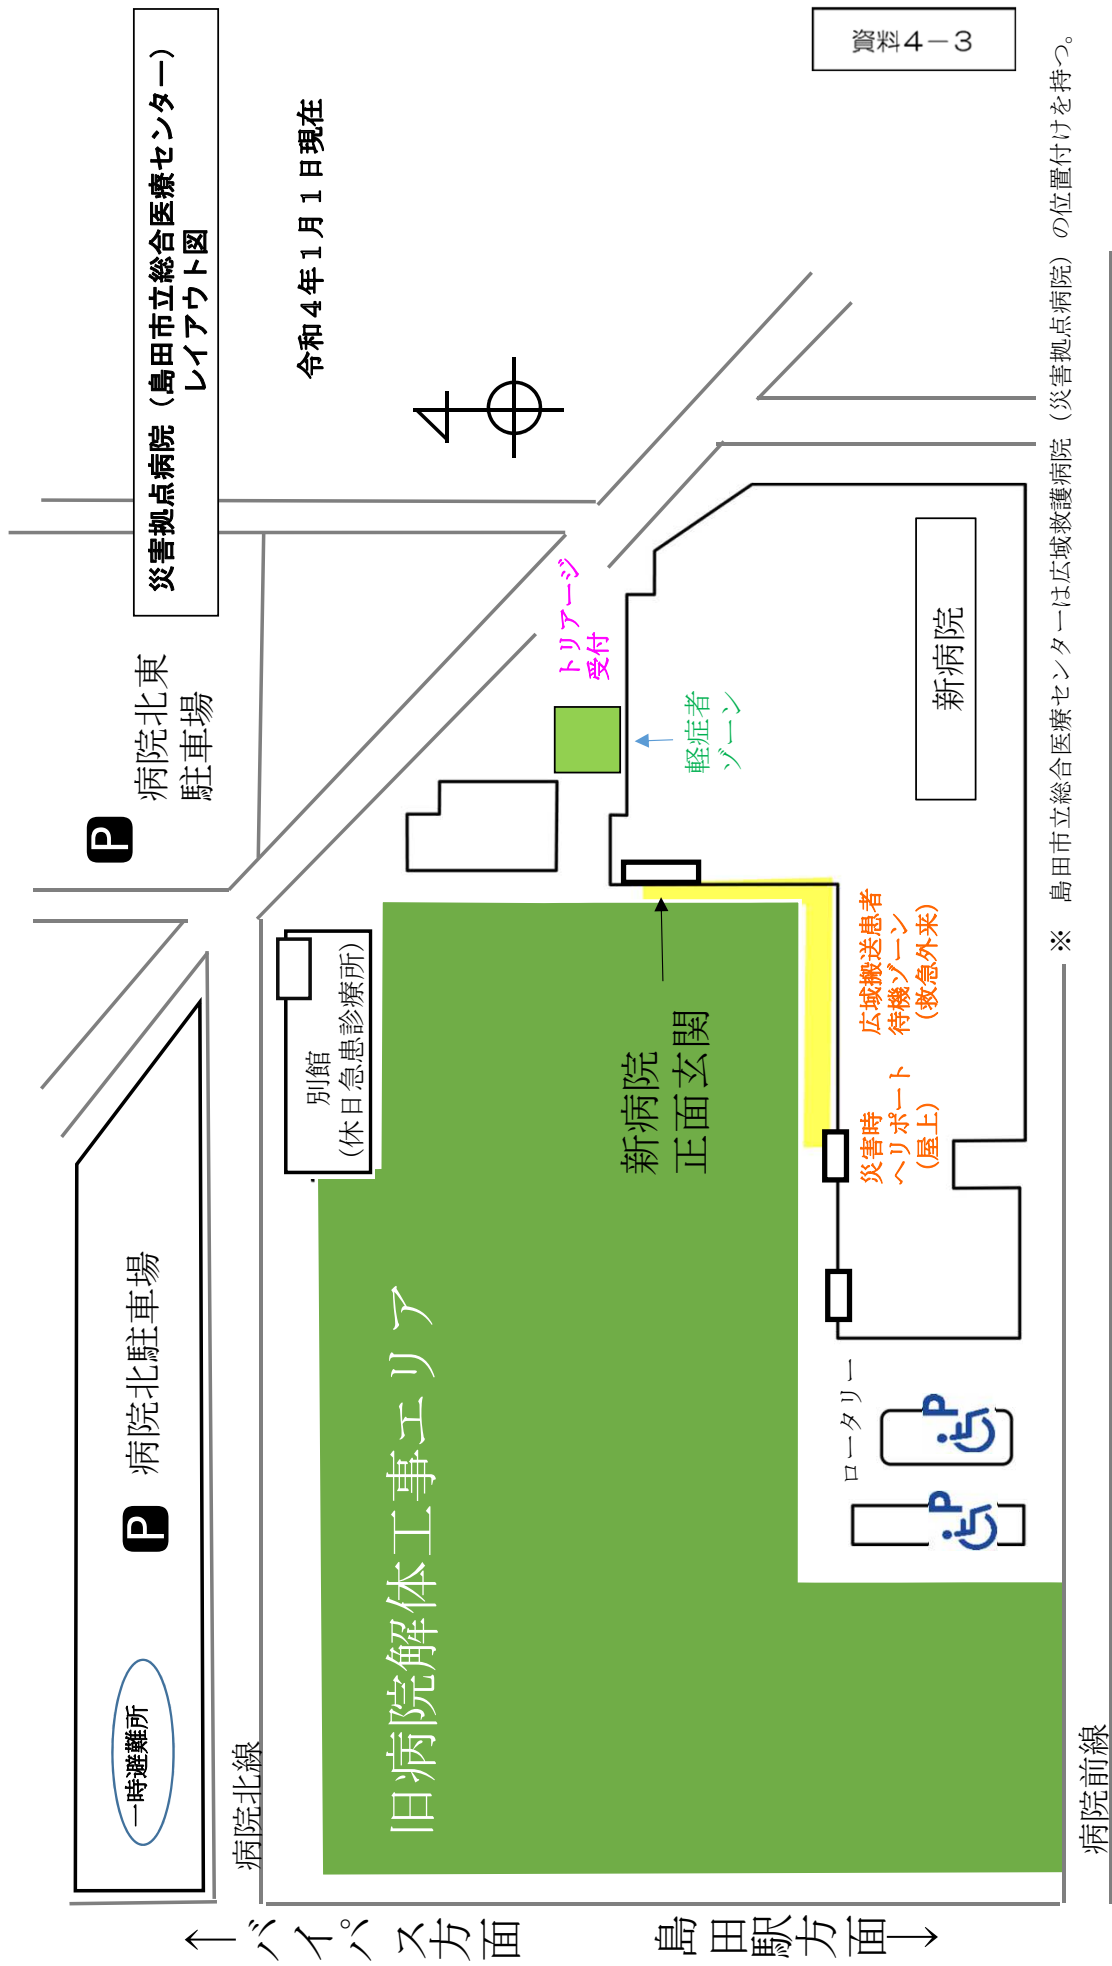 資料４－３
災害拠点病院（島田市立総合医療センター）
レイアウト図
令和４年１月１日現在
病院北東
駐車場
P
トリアージ
受付
軽症者
ゾーン
新病院
別館
（休日急患診療所）
新病院
正面玄関
広域搬送患者
待機ゾーン
（救急外来）
災害時
ヘリポート
（屋上）
病院北駐車場
P
一時避難所
旧病院解体工事エリア
ロータリー
P
P
病院北線
病院前線
←バイパス方面
島田駅方面→
※　島田市立総合医療センターは広域救護病院（災害拠点病院）の位置付けを持つ。